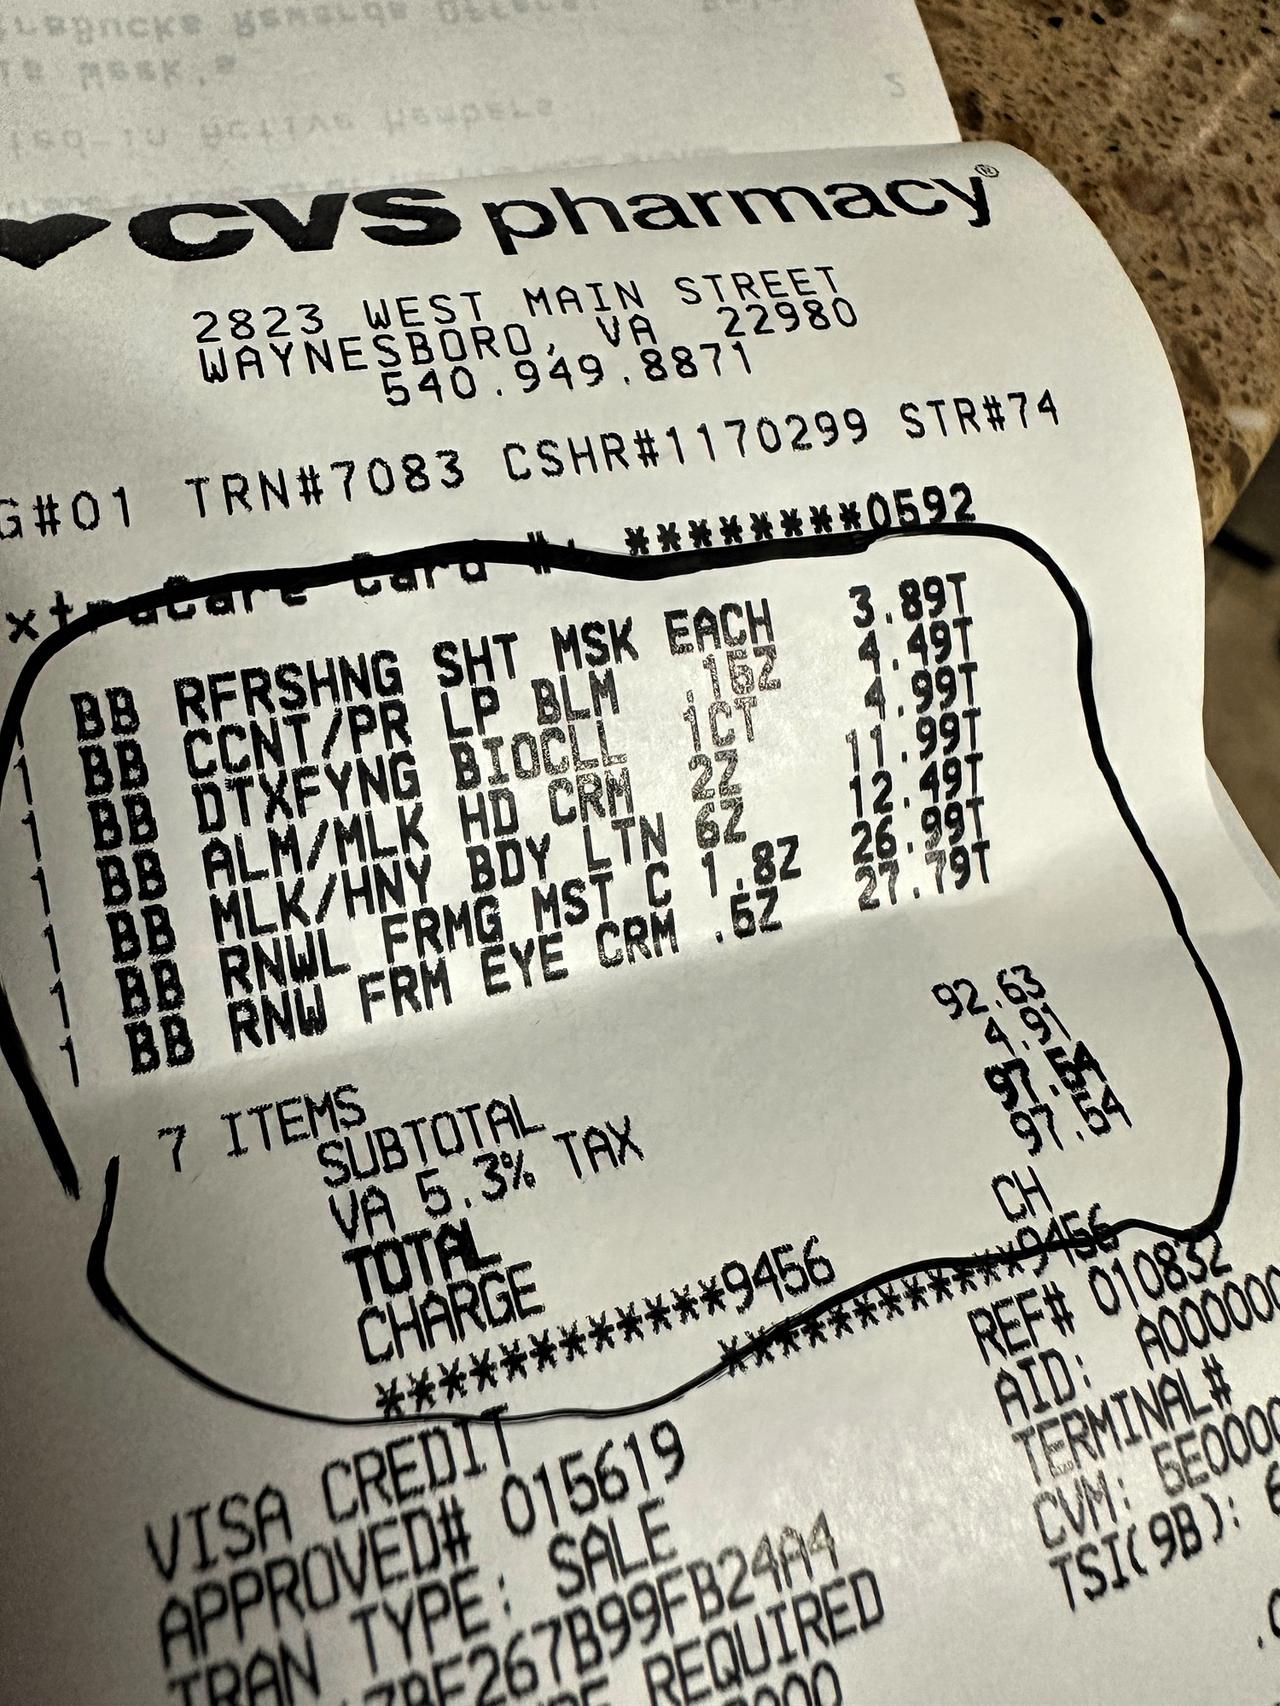 CVS pharmacy®
2823 WEST MAIN STREET
WAYNESBORO, VA 22980
540.949.8871
G#01 TRN#7083 CSHR#1170299 STR#74
xtraCare Card #: ********0592
1 BB RFRSHNG SHT MSK EACH 3.89T
1 BB CCNT/PR LP BLM .15Z 4.49T
1 BB DTXFYNG BIOCLL 1CT 4.99T
1 BB ALM/MLK HD CRM 2Z 11.99T
1 BB MLK/HNY BDY LTN 6Z 12.49T
1 BB RNWL FRMG MST C 1.8Z 26.99T
1 BB RNW FRM EYE CRM .5Z 27.79T
7 ITEMS
SUBTOTAL 92.63
VA 5.3% TAX 4.91
TOTAL 97.54
CHARGE 97.54
***********9456 CH
VISA CREDIT ***********9456
APPROVED# 015619 REF# 010832
TRAN TYPE: SALE AID: A000000
7BF267B99FB24A4 TERMINAL#
REQUIRED CVM: 5E000
TSI(9B):